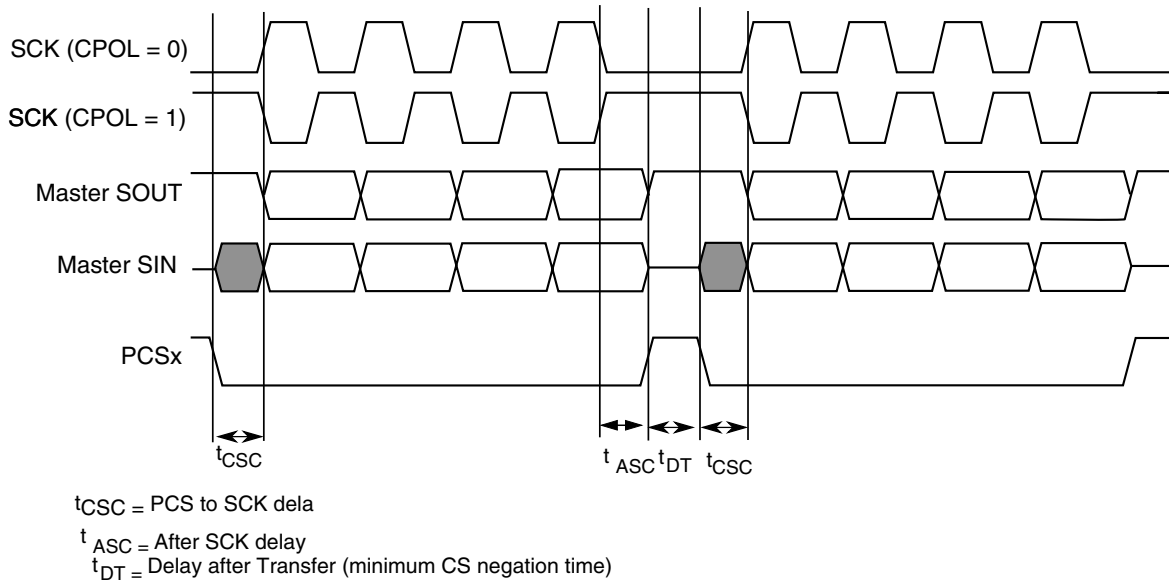 SCK (CPOL = 0)
SCK (CPOL = 1)
Master SOUT
Master SIN
PCSx
tCSC
t ASC
tDT
tCSC
tCSC = PCS to SCK dela
t ASC = After SCK delay
tDT = Delay after Transfer (minimum CS negation time)